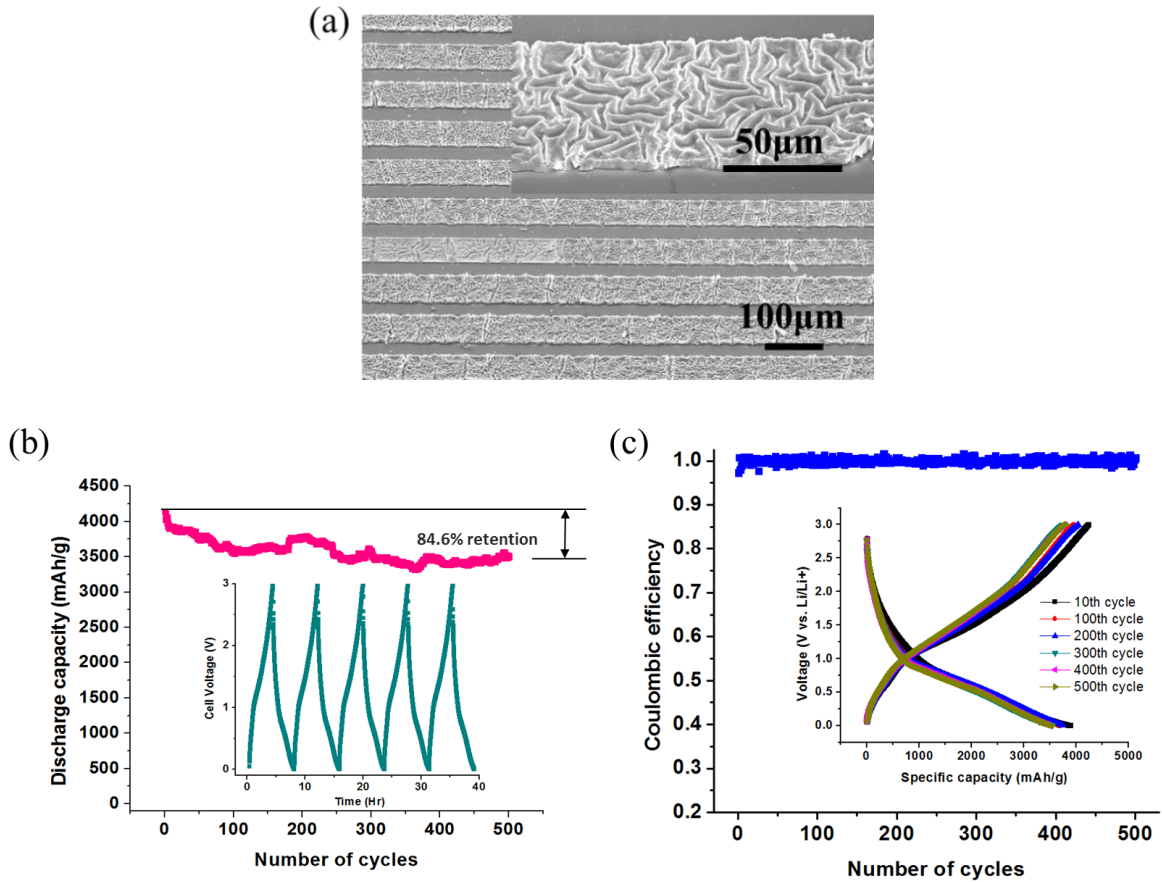 (a)
50μm
100μm
(b)
Discharge capacity (mAh/g)
4500
4000
3500
3000
2500
2000
1500
1000
500
0
84.6% retention
Cell Voltage (V)
3
2
1
0
0 10 20 30 40
Time (Hr)
0 100 200 300 400 500
Number of cycles
(c)
Coulombic efficiency
1.0
0.9
0.8
0.7
0.6
0.5
0.4
0.3
0.2
Voltage (V vs. Li/Li+)
3.0
2.5
2.0
1.5
1.0
0.5
0.0
10th cycle
100th cycle
200th cycle
300th cycle
400th cycle
500th cycle
0 1000 2000 3000 4000 5000
Specific capacity (mAh/g)
0 100 200 300 400 500
Number of cycles